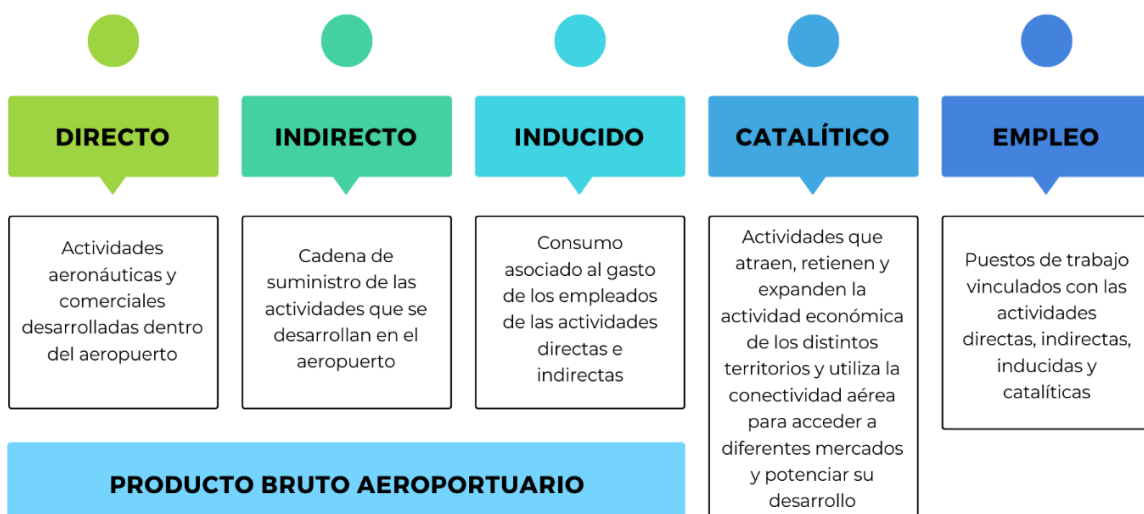 DIRECTO
Actividades
aeronáuticas y
comerciales
desarrolladas dentro
del aeropuerto
INDIRECTO
Cadena de
suministro de las
actividades que se
desarrollan en el
aeropuerto
INDUCIDO
Consumo
asociado al gasto
de los empleados
de las actividades
directas e
indirectas
CATALÍTICO
Actividades que
atraen, retienen y
expanden la
actividad económica
de los distintos
territorios y utiliza la
conectividad aérea
para acceder a
diferentes mercados
y potenciar su
desarrollo
EMPLEO
Puestos de trabajo
vinculados con las
actividades
directas, indirectas,
inducidas y
catalíticas
PRODUCTO BRUTO AEROPORTUARIO